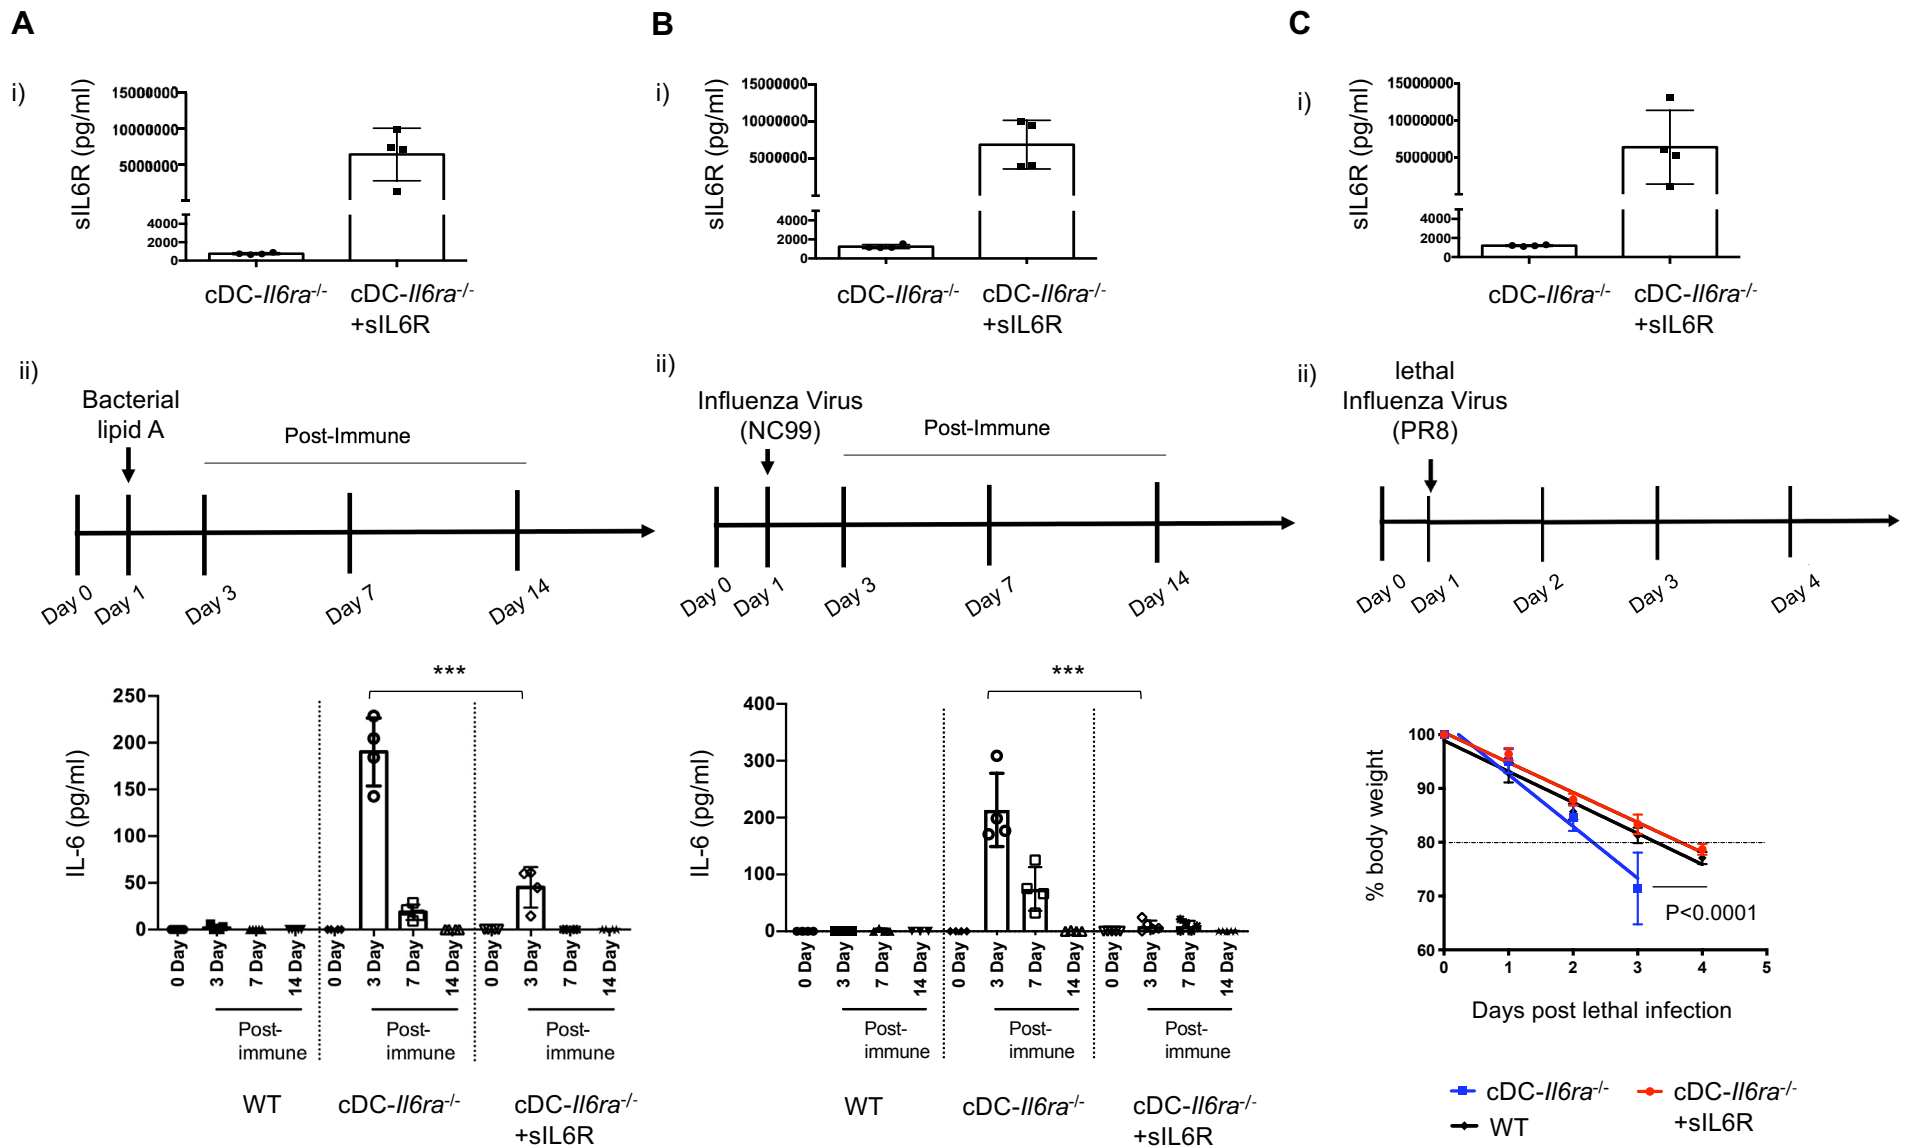 A
i)
sIL6R (pg/ml)
15000000
10000000
5000000
4000
2000
0
cDC-Il6ra-/-
cDC-Il6ra-/-
+sIL6R
ii)
Bacterial
lipid A
Post-Immune
Day 0
Day 1
Day 3
Day 7
Day 14
***
IL-6 (pg/ml)
250
200
150
100
50
0
0 Day
3 Day
7 Day
14 Day
0 Day
3 Day
7 Day
14 Day
0 Day
3 Day
7 Day
14 Day
Post-
immune
Post-
immune
Post-
immune
WT
cDC-Il6ra-/-
cDC-Il6ra-/-
+sIL6R
B
i)
sIL6R (pg/ml)
15000000
10000000
5000000
4000
2000
0
cDC-Il6ra-/-
cDC-Il6ra-/-
+sIL6R
ii)
Influenza Virus
(NC99)
Post-Immune
Day 0
Day 1
Day 3
Day 7
Day 14
***
IL-6 (pg/ml)
400
300
200
100
0
0 Day
3 Day
7 Day
14 Day
0 Day
3 Day
7 Day
14 Day
0 Day
3 Day
7 Day
14 Day
Post-
immune
Post-
immune
Post-
immune
WT
cDC-Il6ra-/-
cDC-Il6ra-/-
+sIL6R
C
i)
sIL6R (pg/ml)
15000000
10000000
5000000
4000
2000
0
cDC-Il6ra-/-
cDC-Il6ra-/-
+sIL6R
ii)
lethal
Influenza Virus
(PR8)
Day 0
Day 1
Day 2
Day 3
Day 4
% body weight
100
90
80
70
60
P<0.0001
0
1
2
3
4
5
Days post lethal infection
cDC-Il6ra-/-
WT
cDC-Il6ra-/-
+sIL6R